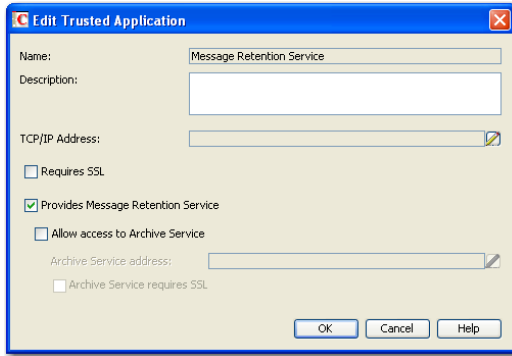 Edit Trusted Application
Name: Message Retention Service
Description:
TCP/IP Address:
Requires SSL
Provides Message Retention Service
Allow access to Archive Service
Archive Service address:
Archive Service requires SSL
OK Cancel Help